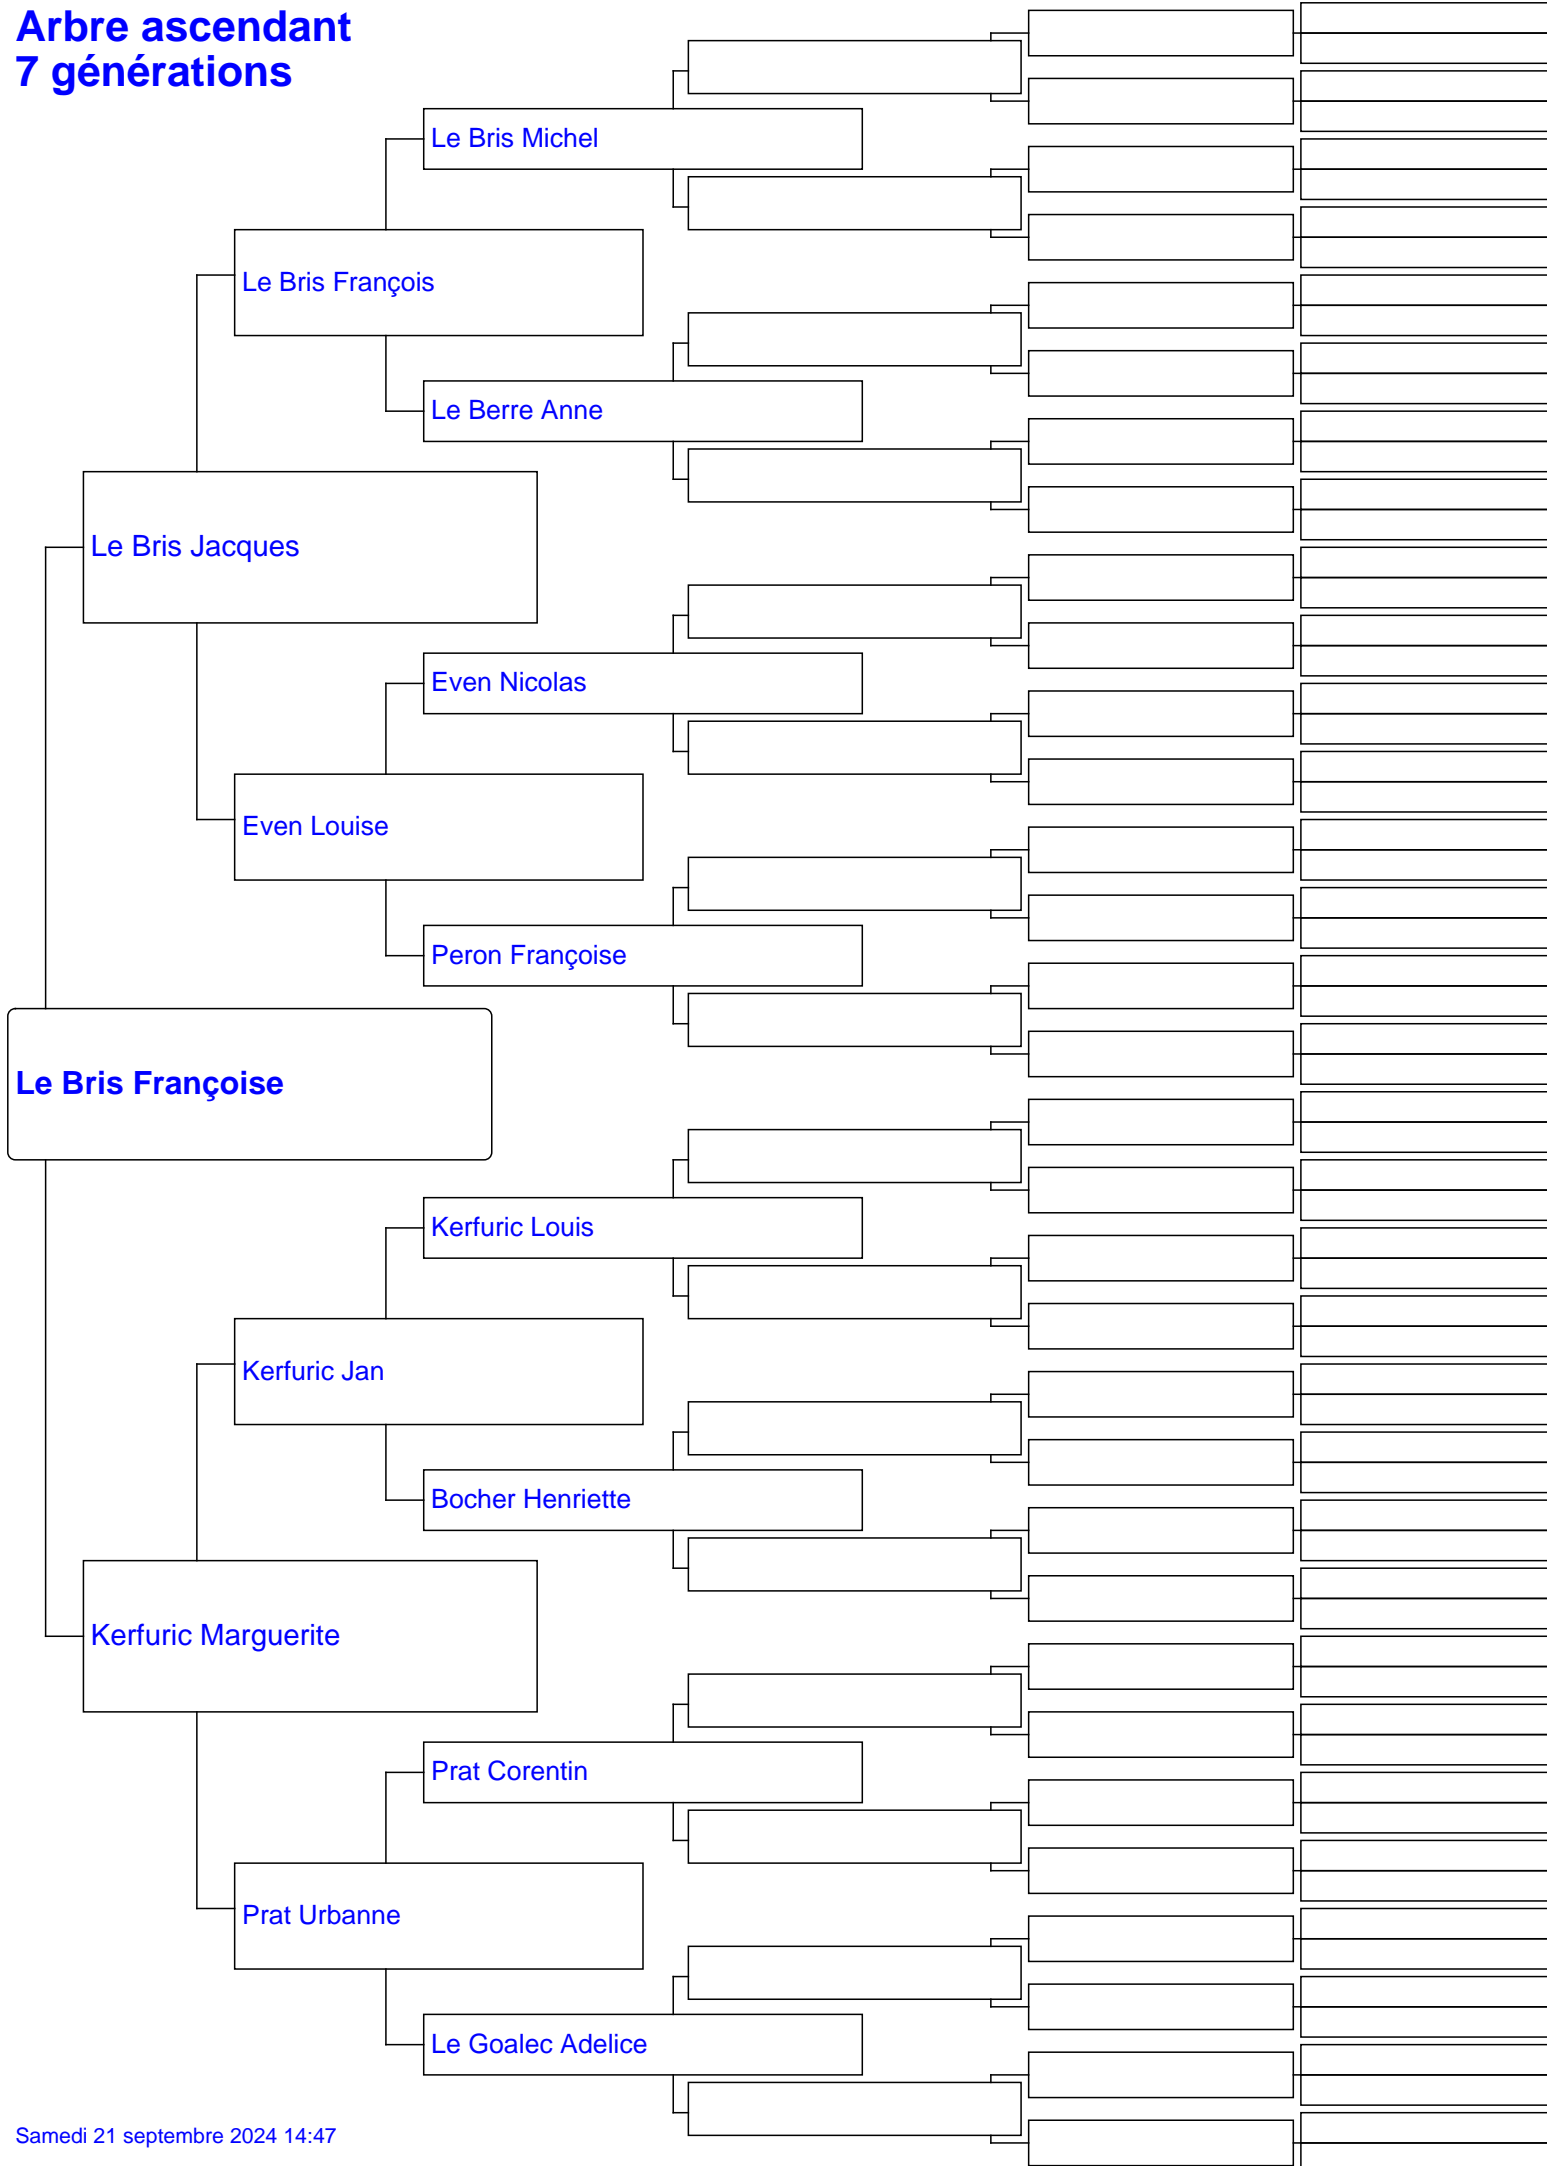 Arbre ascendant
7 générations
Le Bris Michel
Le Bris François
Le Berre Anne
Le Bris Jacques
Even Nicolas
Even Louise
Peron Françoise
Le Bris Françoise
Kerfuric Louis
Kerfuric Jan
Bocher Henriette
Kerfuric Marguerite
Prat Corentin
Prat Urbanne
Le Goalec Adelice
Samedi 21 septembre 2024 14:47